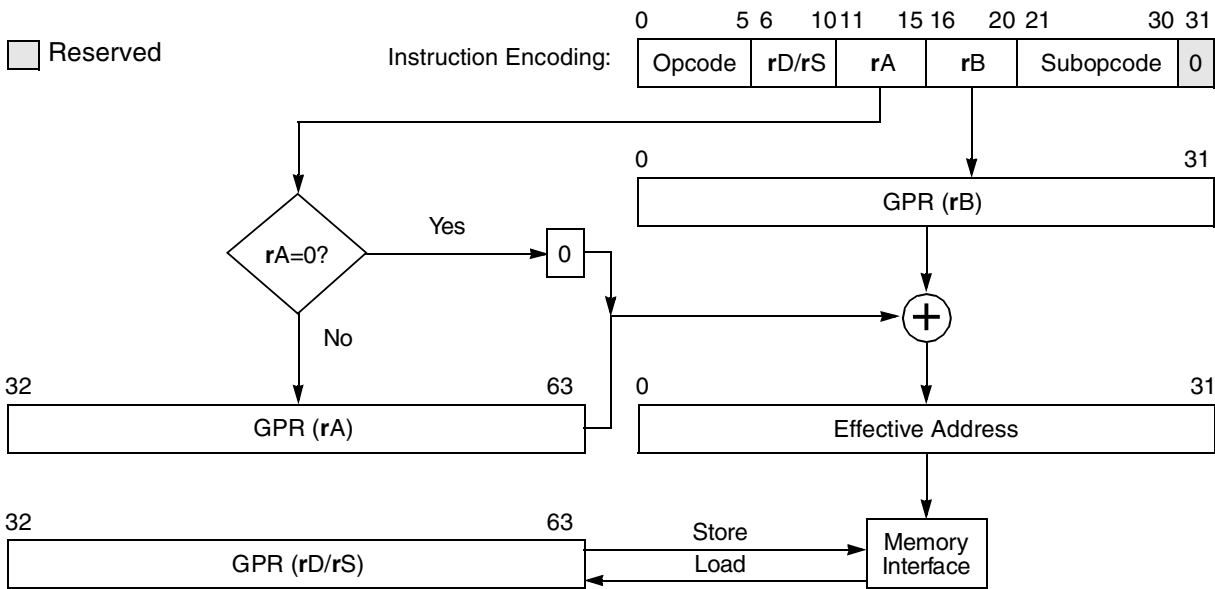 0 5 6 10 11 15 16 20 21 30 31
Reserved
Instruction Encoding:
Opcode rD/rS rA rB Subopcode 0
0 31
GPR (rB)
Yes
rA=0?
0
+
No
32 63
0 31
GPR (rA)
Effective Address
32 63
Store
Memory
Interface
GPR (rD/rS)
Load